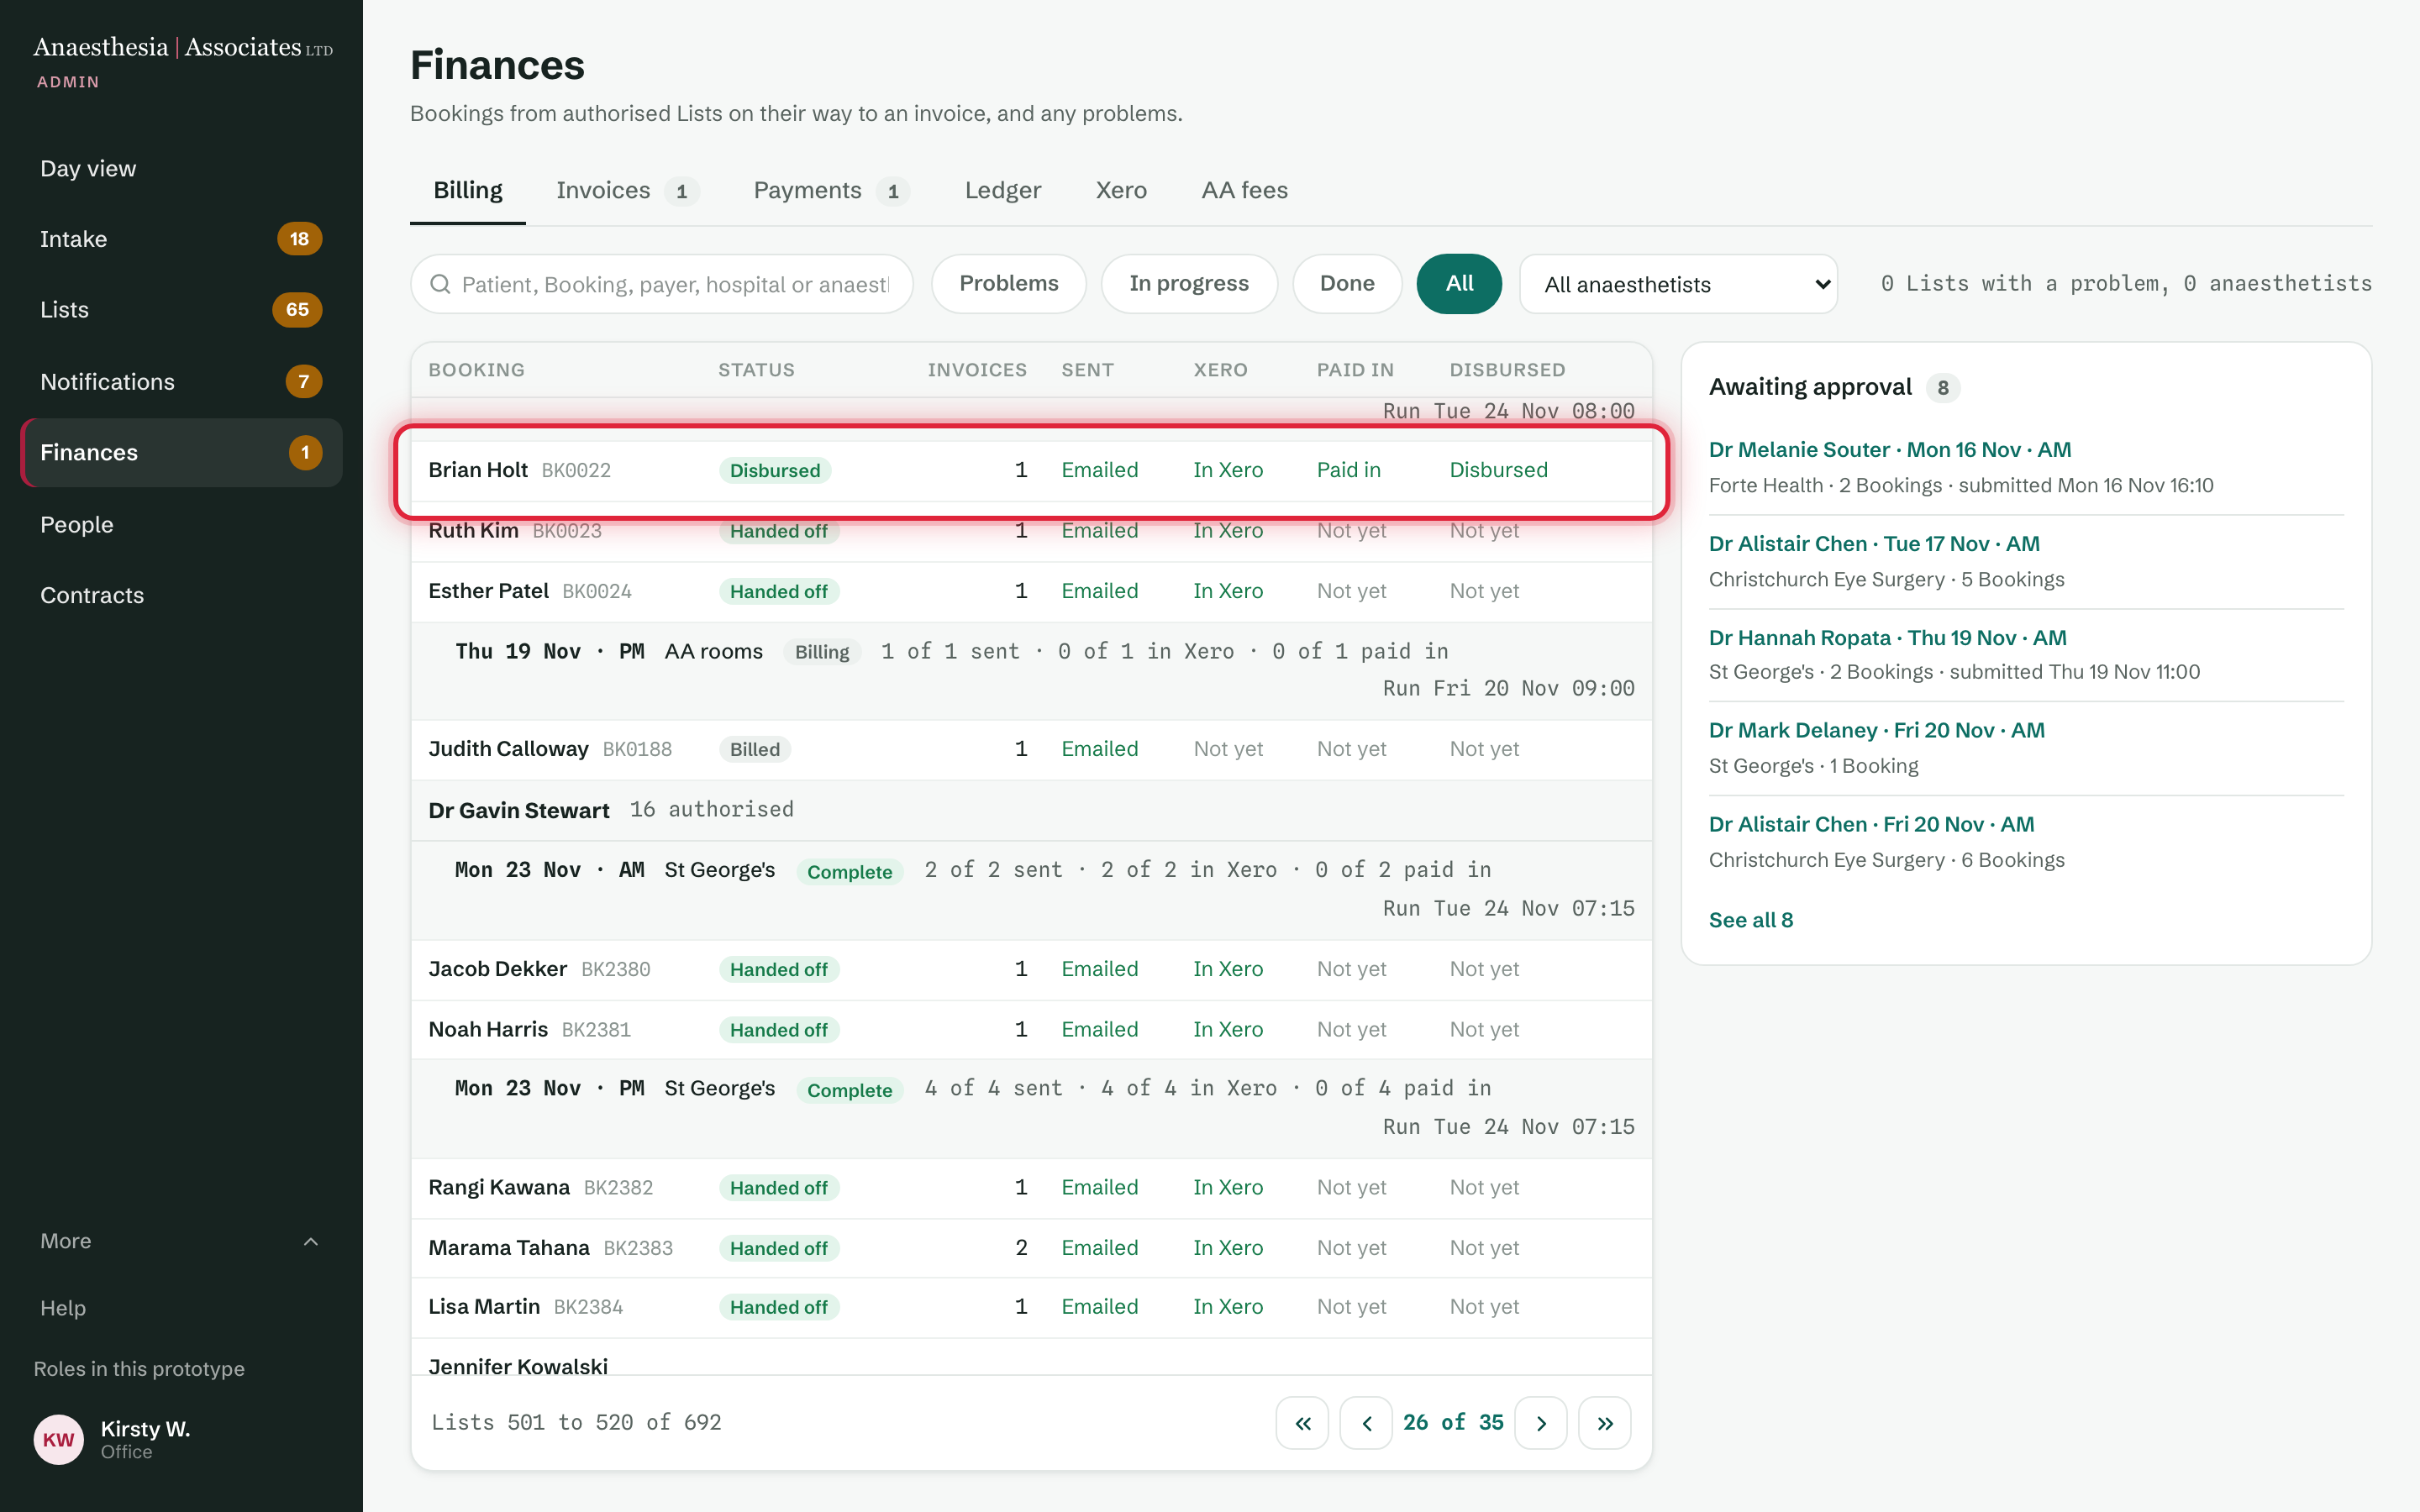 Anaesthesia | Associates LTD
ADMIN
Day view
Intake 18
Lists 65
Notifications 7
Finances 1
People
Contracts
More
Help
Roles in this prototype
KW Kirsty W.
Office
Finances
Bookings from authorised Lists on their way to an invoice, and any problems.
Billing Invoices 1 Payments 1 Ledger Xero AA fees
Patient, Booking, payer, hospital or anaest Problems In progress Done All All anaesthetists 0 Lists with a problem, 0 anaesthetists
BOOKING STATUS INVOICES SENT XERO PAID IN DISBURSED
Run Tue 24 Nov 08:00
Brian Holt BK0022 Disbursed 1 Emailed In Xero Paid in Disbursed
Ruth Kim BK0023 Handed off 1 Emailed In Xero Not yet Not yet
Esther Patel BK0024 Handed off 1 Emailed In Xero Not yet Not yet
Thu 19 Nov · PM AA rooms Billing 1 of 1 sent · 0 of 1 in Xero · 0 of 1 paid in
Run Fri 20 Nov 09:00
Judith Calloway BK0188 Billed 1 Emailed Not yet Not yet Not yet
Dr Gavin Stewart 16 authorised
Mon 23 Nov · AM St George's Complete 2 of 2 sent · 2 of 2 in Xero · 0 of 2 paid in
Run Tue 24 Nov 07:15
Jacob Dekker BK2380 Handed off 1 Emailed In Xero Not yet Not yet
Noah Harris BK2381 Handed off 1 Emailed In Xero Not yet Not yet
Mon 23 Nov · PM St George's Complete 4 of 4 sent · 4 of 4 in Xero · 0 of 4 paid in
Run Tue 24 Nov 07:15
Rangi Kawana BK2382 Handed off 1 Emailed In Xero Not yet Not yet
Marama Tahana BK2383 Handed off 2 Emailed In Xero Not yet Not yet
Lisa Martin BK2384 Handed off 1 Emailed In Xero Not yet Not yet
Jennifer Kowalski
Lists 501 to 520 of 692 « ‹ 26 of 35 › »
Awaiting approval 8
Dr Melanie Souter · Mon 16 Nov · AM
Forte Health · 2 Bookings · submitted Mon 16 Nov 16:10
Dr Alistair Chen · Tue 17 Nov · AM
Christchurch Eye Surgery · 5 Bookings
Dr Hannah Ropata · Thu 19 Nov · AM
St George's · 2 Bookings · submitted Thu 19 Nov 11:00
Dr Mark Delaney · Fri 20 Nov · AM
St George's · 1 Booking
Dr Alistair Chen · Fri 20 Nov · AM
Christchurch Eye Surgery · 6 Bookings
See all 8